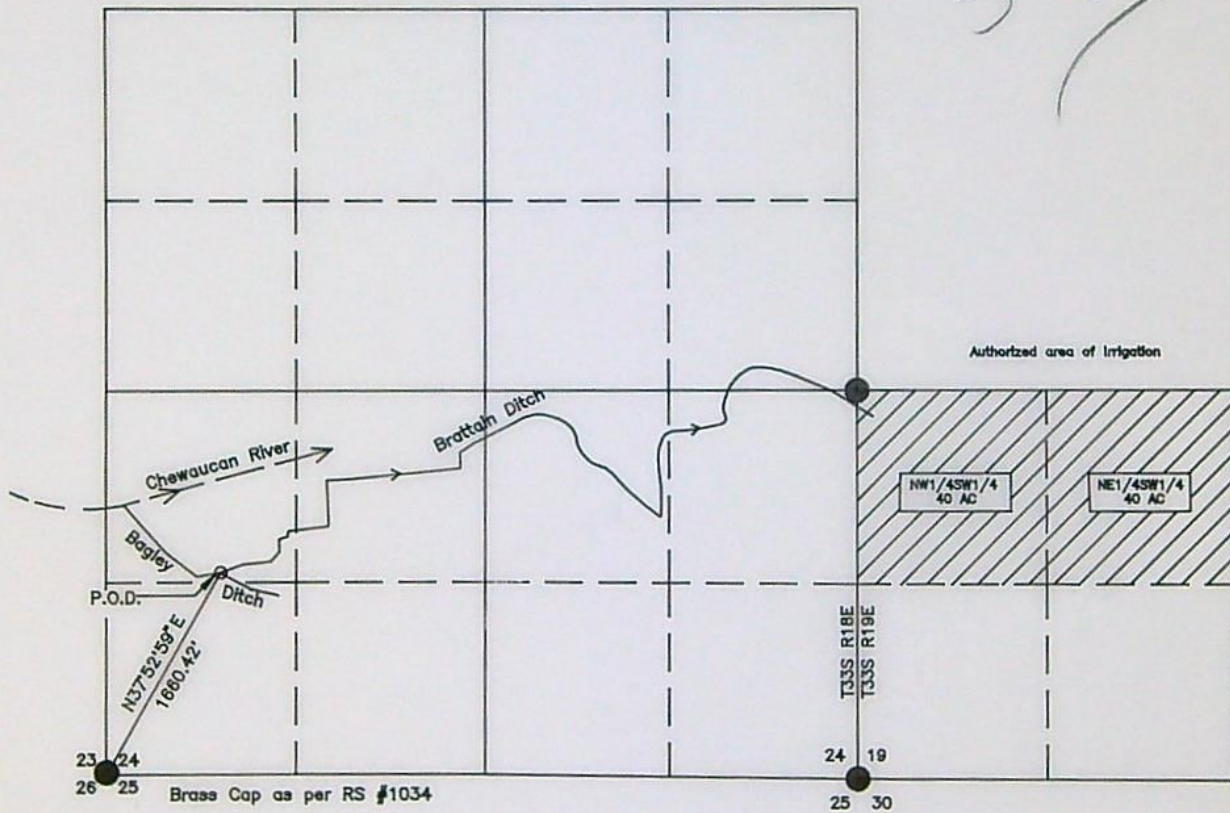 Authorized area of Irrigation
Brattain Ditch
Chewaucan River
NW1/4SW1/4
40 AC
NE1/4SW1/4
40 AC
Bagley
Ditch
P.O.D.
N37°52'59"E
1660.42'
T33S R18E
T33S R19E
23 24
26 25
Brass Cap as per RS #1034
24 19
25 30